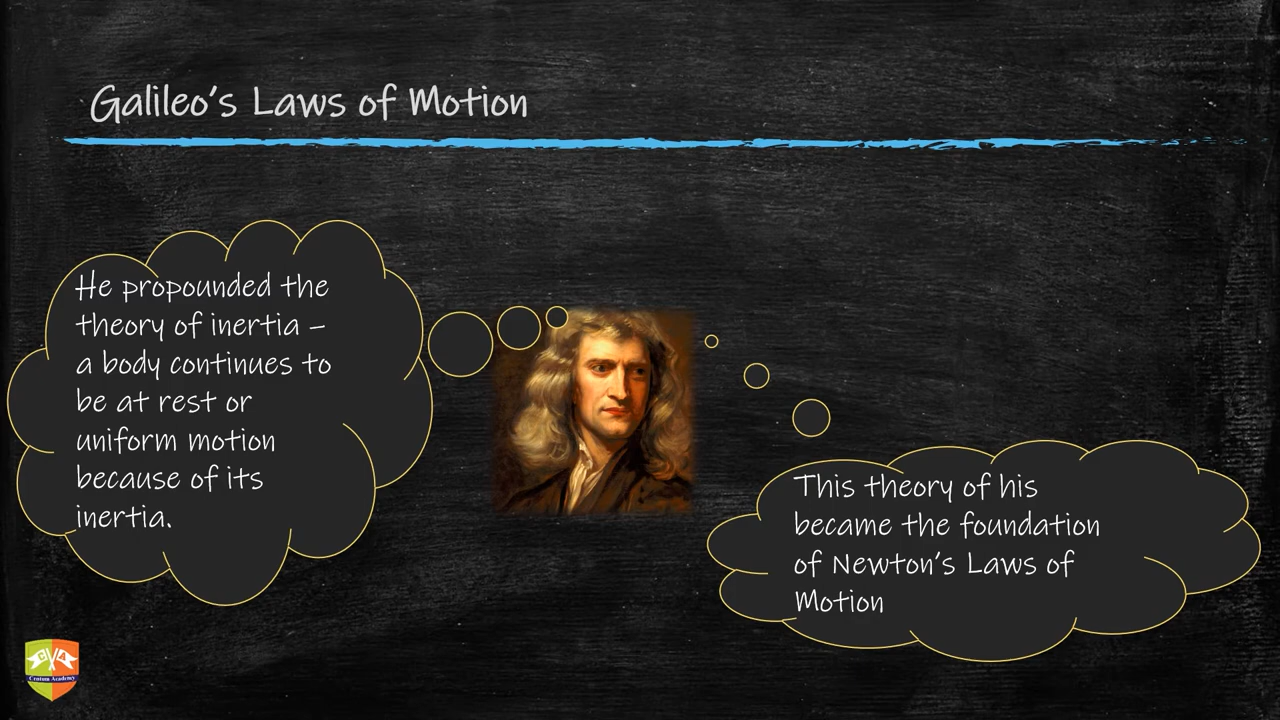 Galileo's Laws of Motion
He propounded the
theory of inertia –
a body continues to
be at rest or
uniform motion
because of its
inertia.
This theory of his
became the foundation
of Newton's Laws of
Motion
C A
Croton Academy